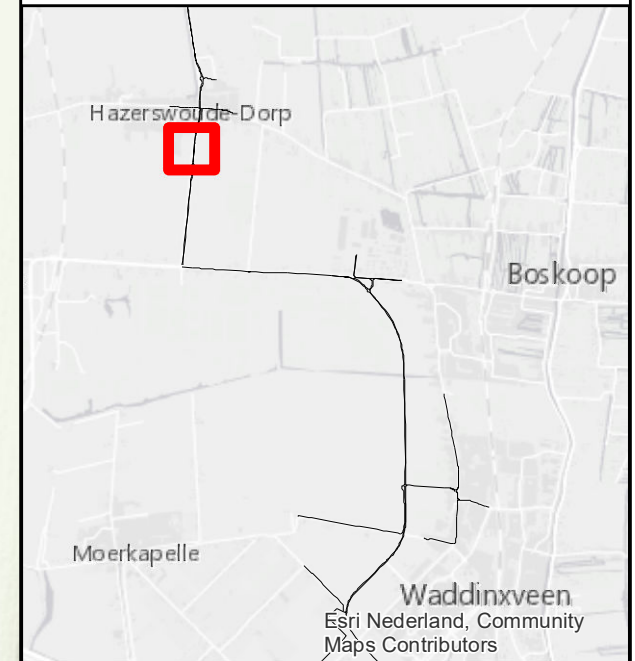 Hazerswoude-Dorp
Boskoop
Moerkapelle
Waddinxveen
Esri Nederland, Community
Maps Contributors